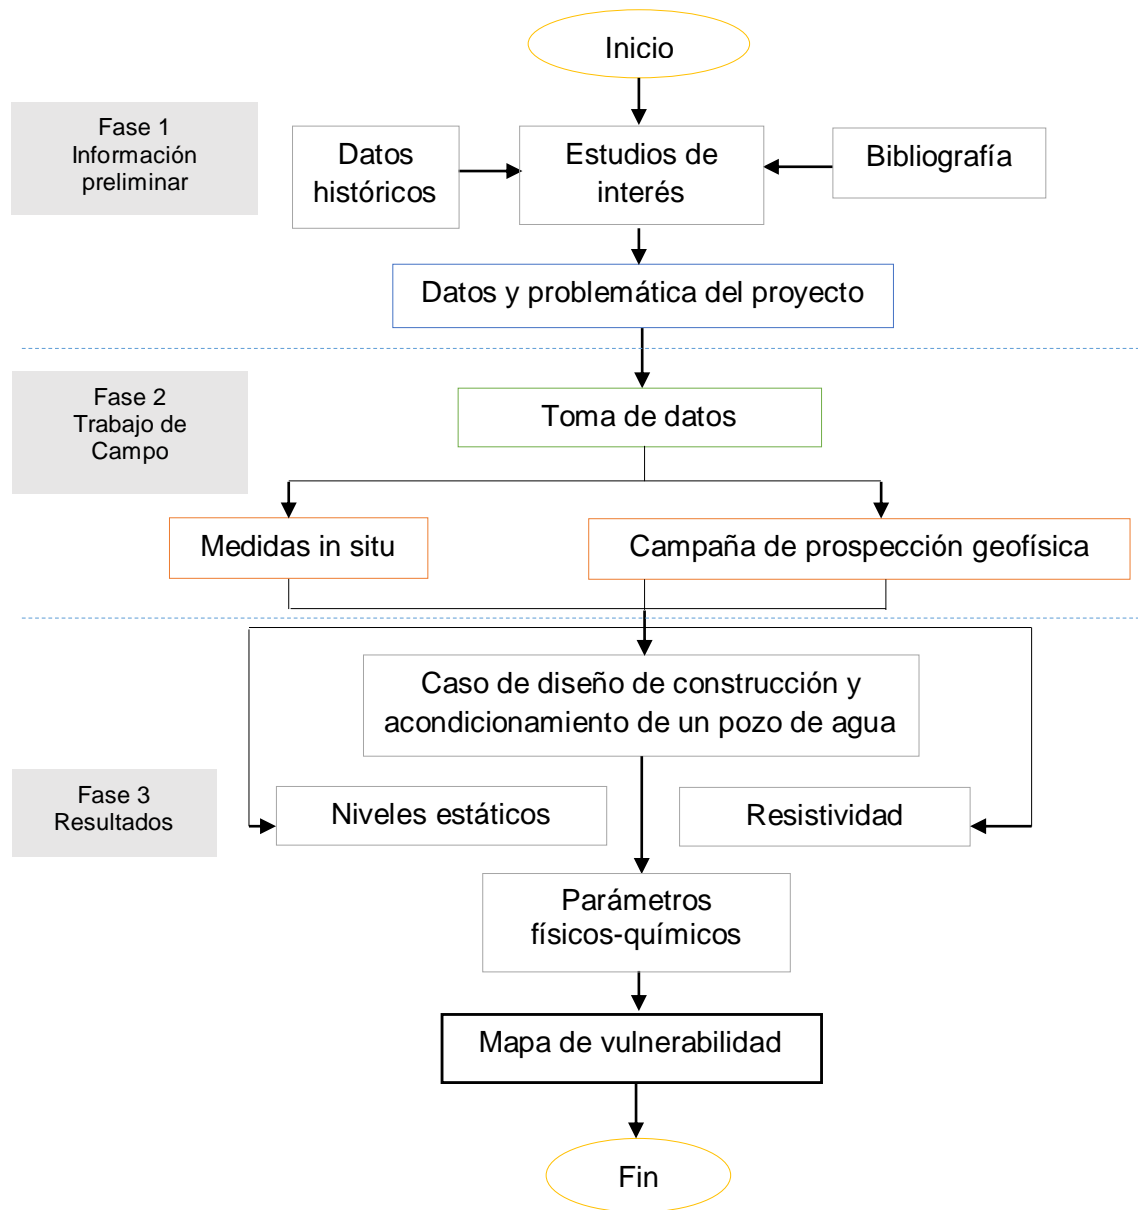 Inicio
Fase 1
Información
preliminar
Datos
históricos
Estudios de
interés
Bibliografía
Datos y problemática del proyecto
Fase 2
Trabajo de
Campo
Toma de datos
Medidas in situ
Campaña de prospección geofísica
Caso de diseño de construcción y
acondicionamiento de un pozo de agua
Fase 3
Resultados
Niveles estáticos
Resistividad
Parámetros
físicos-químicos
Mapa de vulnerabilidad
Fin